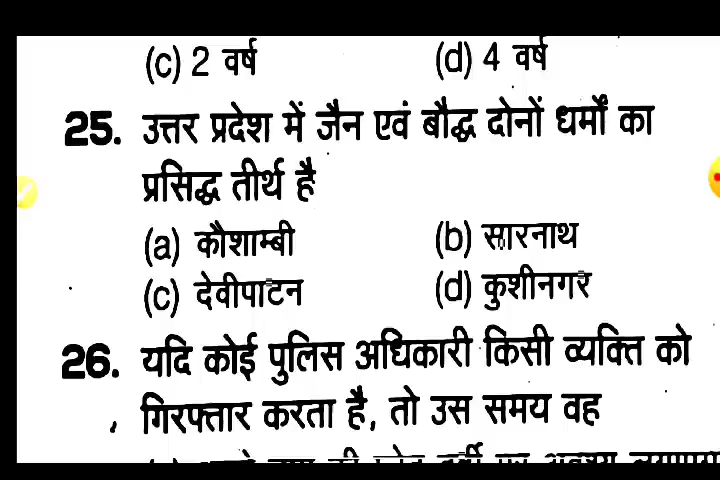 (c) 2 वर्ष (d) 4 वर्ष
25. उत्तर प्रदेश में जैन एवं बौद्ध दोनों धर्मों का
प्रसिद्ध तीर्थ है
(a) कौशाम्बी (b) सारनाथ
(c) देवीपाटन (d) कुशीनगर
26. यदि कोई पुलिस अधिकारी किसी व्यक्ति को
गिरफ्तार करता है, तो उस समय वह